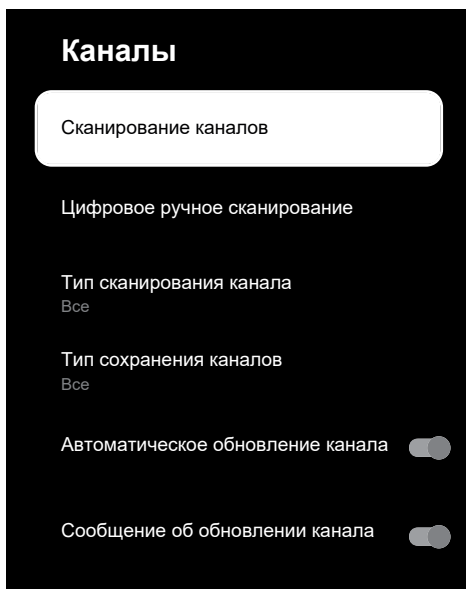 Каналы
Сканирование каналов
Цифровое ручное сканирование
Тип сканирования канала
Все
Тип сохранения каналов
Все
Автоматическое обновление канала
Сообщение об обновлении канала